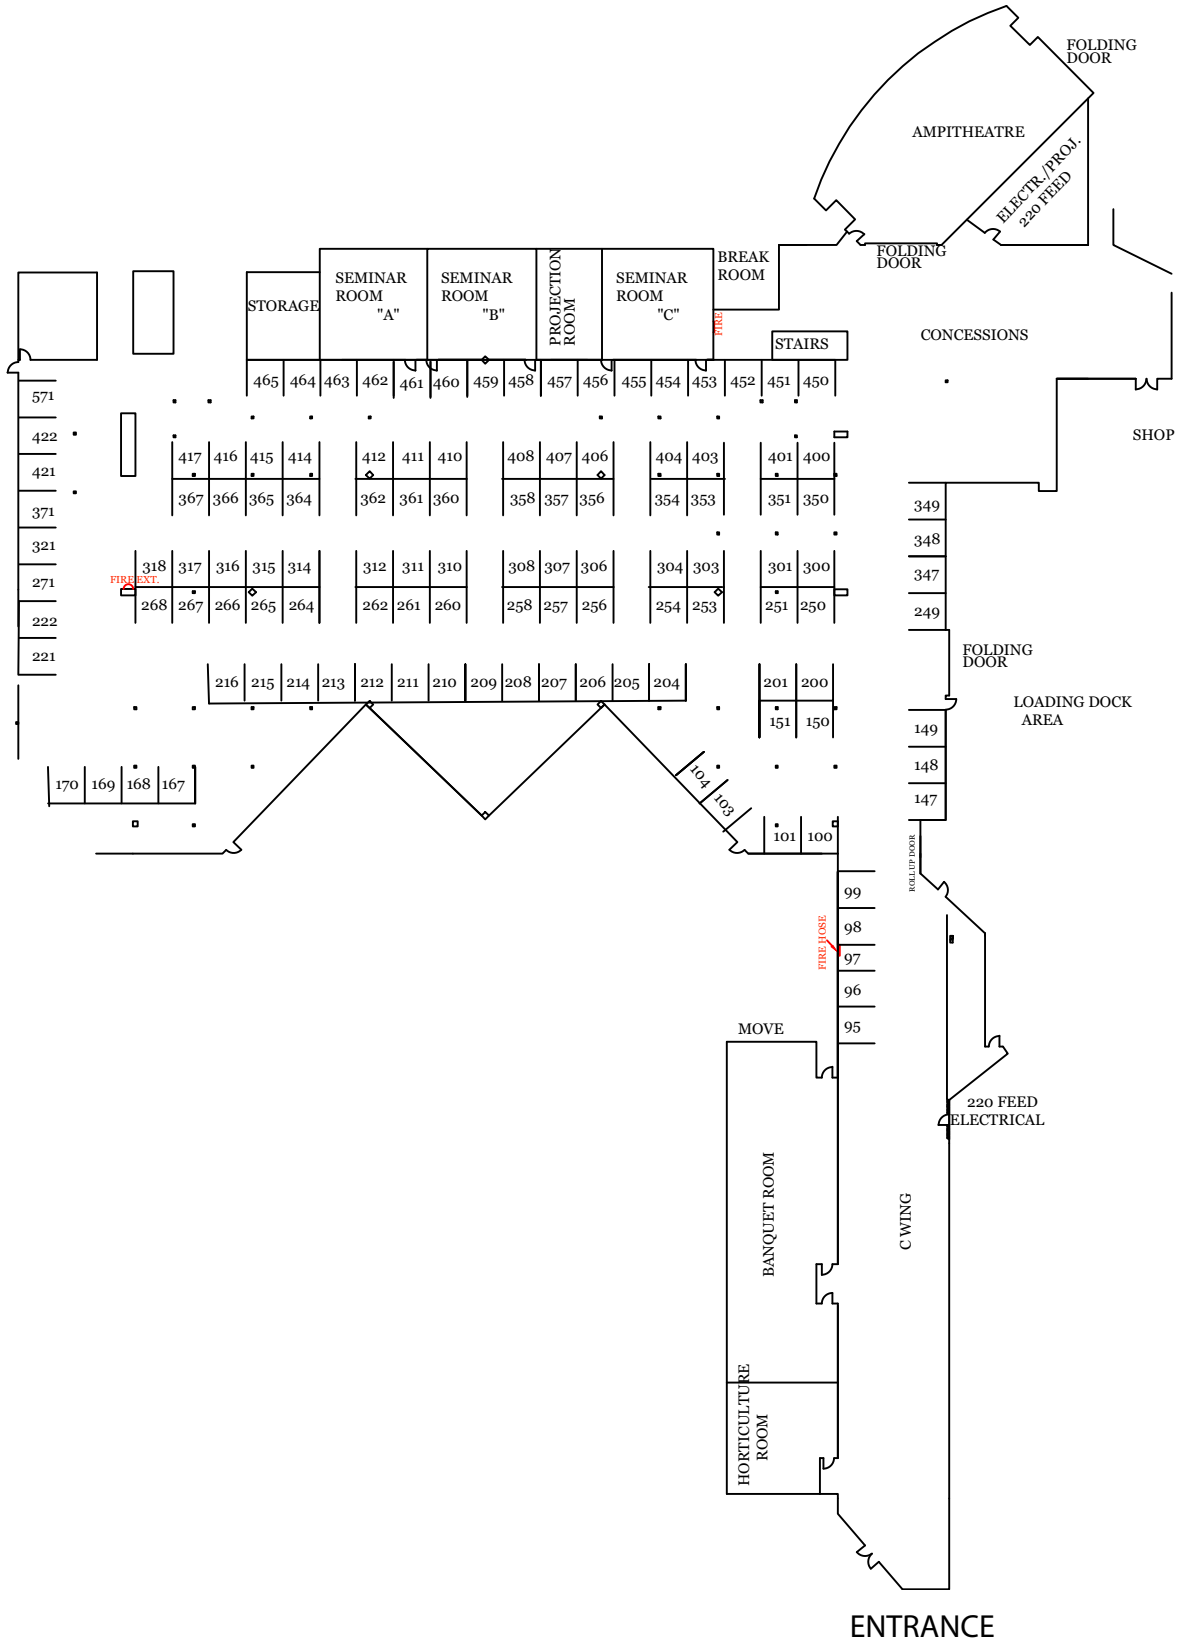 FOLDING
DOOR
AMPITHEATRE
ELECTR./PROJ.
220 FEED
FOLDING
DOOR
BREAK
ROOM
STORAGE
SEMINAR
ROOM
"A"
SEMINAR
ROOM
"B"
PROJECTION
ROOM
SEMINAR
ROOM
"C"
FIRE
STAIRS
CONCESSIONS
SHOP
465 464 463 462 461 460 459 458 457 456 455 454 453 452 451 450
571
422
421
371
321
271
222
221
417 416 415 414 412 411 410 408 407 406 404 403 401 400
367 366 365 364 362 361 360 358 357 356 354 353 351 350
349
348
347
249
318 317 316 315 314 312 311 310 308 307 306 304 303 301 300
FIRE EXT.
268 267 266 265 264 262 261 260 258 257 256 254 253 251 250
FOLDING
DOOR
LOADING DOCK
AREA
216 215 214 213 212 211 210 209 208 207 206 205 204 201 200
151 150
149
148
147
170 169 168 167
104
103
101 100
ROLL UP DOOR
99
98
97
96
95
FIRE HOSE
MOVE
220 FEED
ELECTRICAL
BANQUET ROOM
C WING
HORTICULTURE
ROOM
ENTRANCE